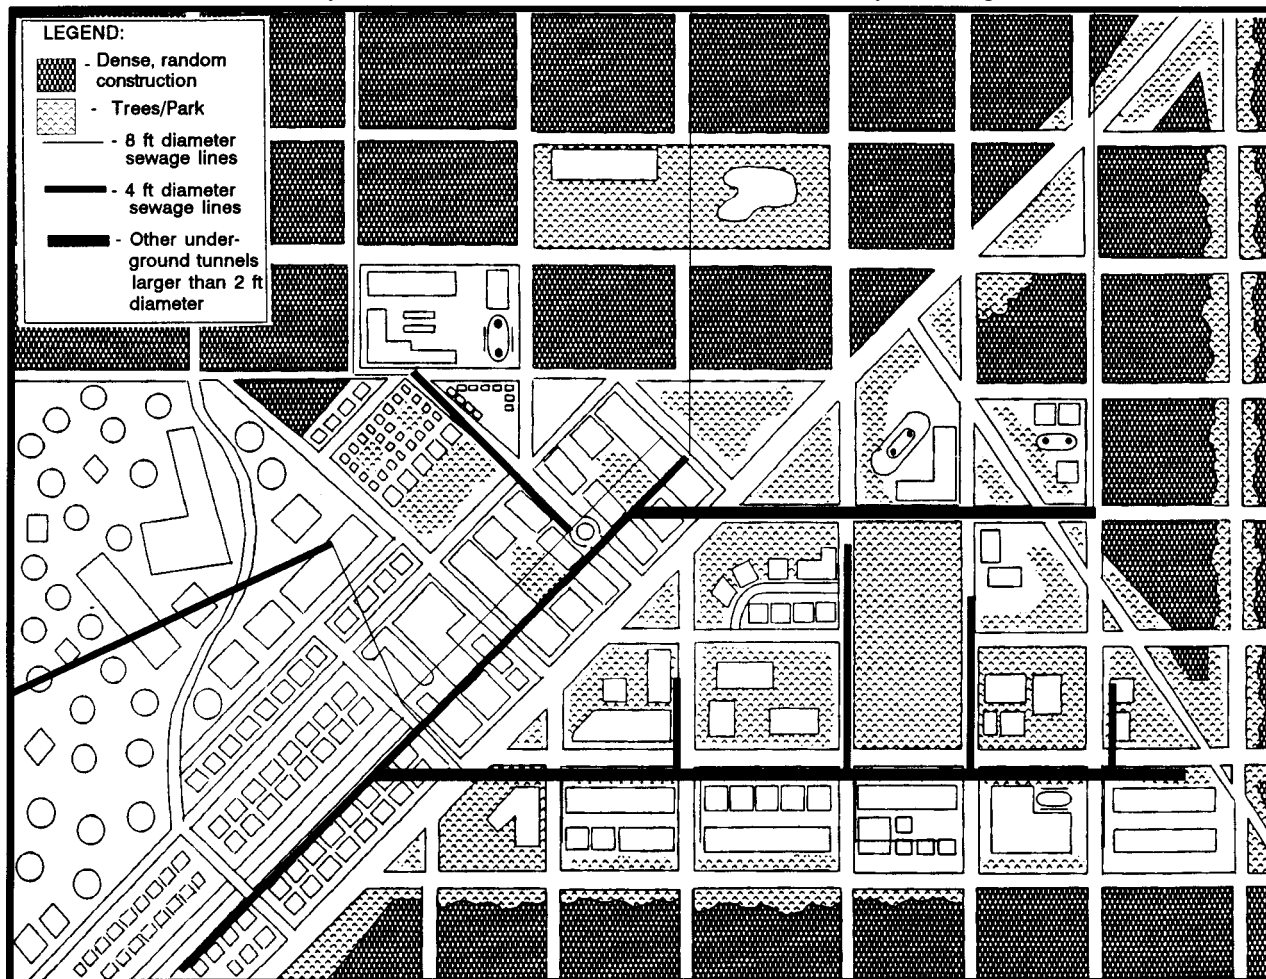 LEGEND:
- Dense, random
construction
- Trees/Park
- 8 ft diameter
sewage lines
- 4 ft diameter
sewage lines
- Other under-
ground tunnels
larger than 2 ft
diameter